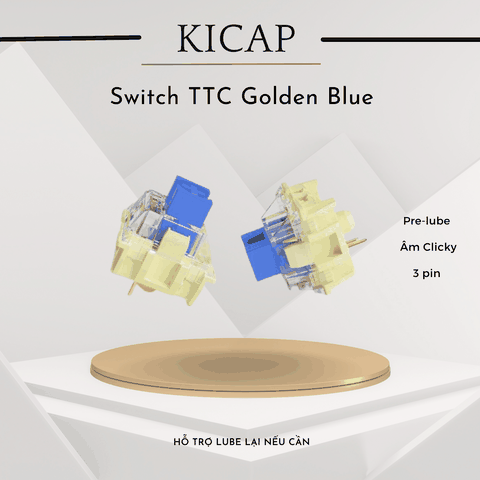 KICAP
Switch TTC Golden Blue
Pre-lube
Âm Clicky
3 pin
HỖ TRỢ LUBE LẠI NẾU CẦN